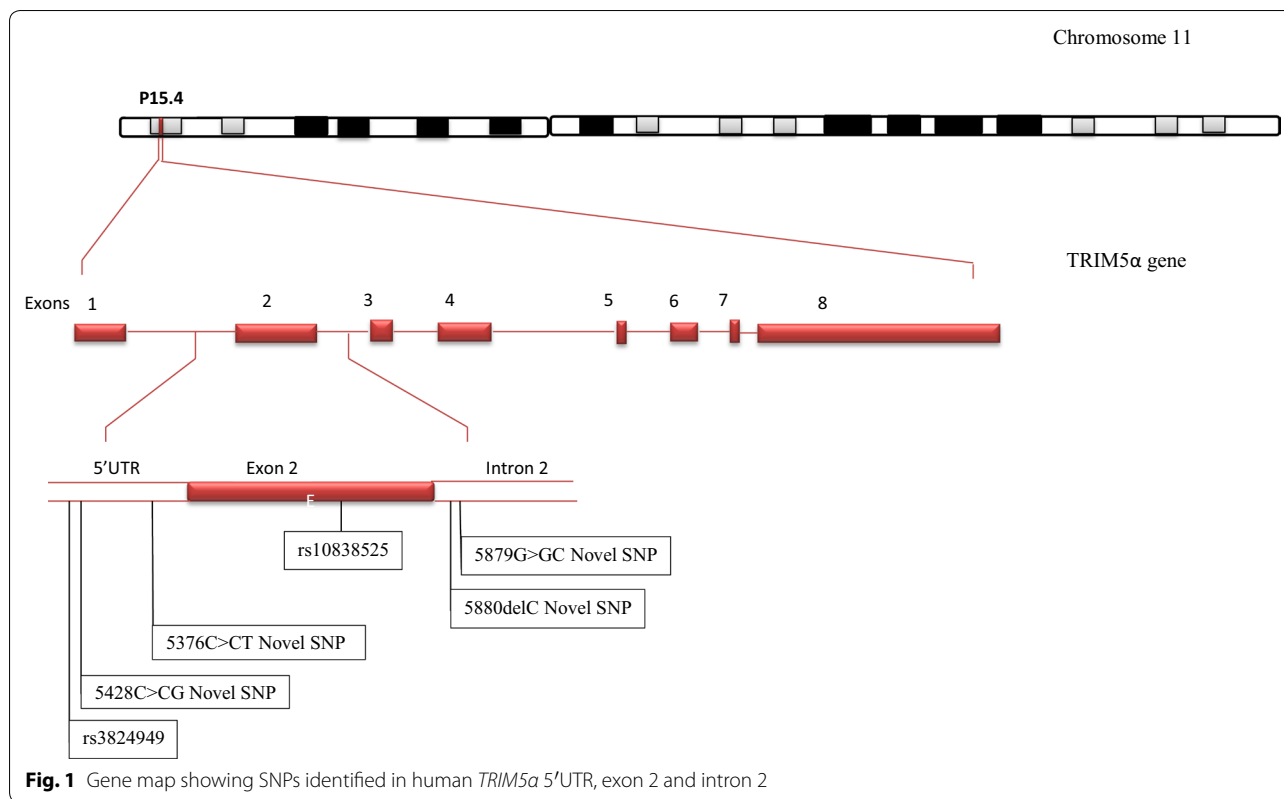 Chromosome 11
P15.4
TRIM5α gene
Exons 1 2 3 4 5 6 7 8
5'UTR Exon 2 Intron 2
E
rs10838525
5879G>GC Novel SNP
5880delC Novel SNP
5376C>CT Novel SNP
5428C>CG Novel SNP
rs3824949
Fig. 1 Gene map showing SNPs identified in human TRIM5α 5′UTR, exon 2 and intron 2